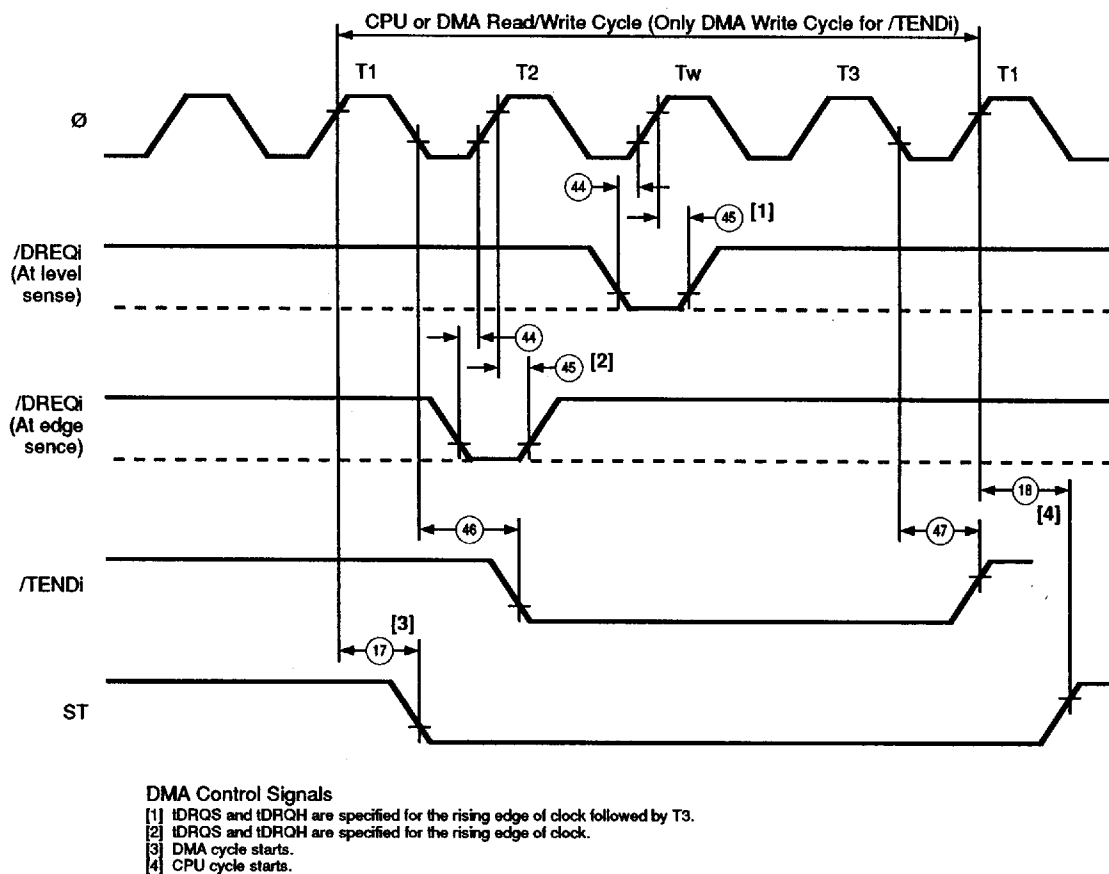 CPU or DMA Read/Write Cycle (Only DMA Write Cycle for /TENDi)
T1 T2 Tw T3 T1
Ø
44
45 [1]
/DREQi
(At level
sense)
44
45 [2]
/DREQi
(At edge
sence)
18
[4]
46
47
/TENDi
[3]
17
ST
DMA Control Signals
[1] tDRQS and tDRQH are specified for the rising edge of clock followed by T3.
[2] tDRQS and tDRQH are specified for the rising edge of clock.
[3] DMA cycle starts.
[4] CPU cycle starts.